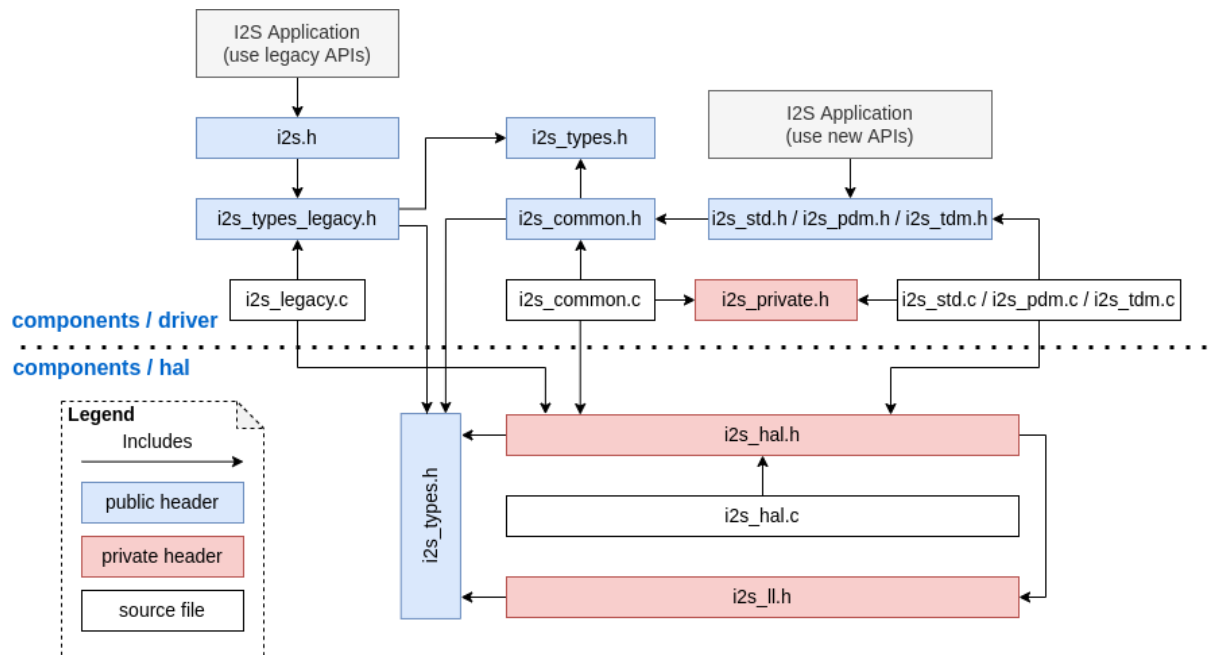 I2S Application
(use legacy APIs)
i2s.h
i2s_types.h
I2S Application
(use new APIs)
i2s_types_legacy.h
i2s_common.h
i2s_std.h / i2s_pdm.h / i2s_tdm.h
i2s_legacy.c
i2s_common.c
i2s_private.h
i2s_std.c / i2s_pdm.c / i2s_tdm.c
components / driver
components / hal
Legend
Includes
public header
private header
source file
i2s_types.h
i2s_hal.h
i2s_hal.c
i2s_ll.h